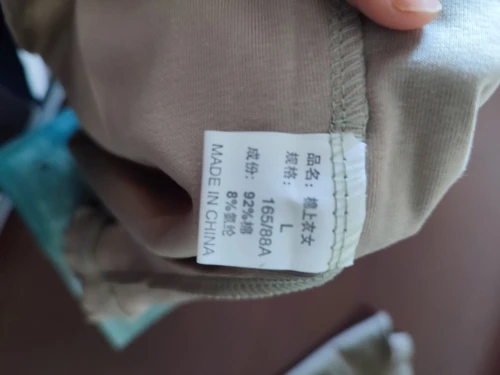 品名：棉上衣女
规格： L
165/88A
成份： 92%棉
8%氨纶
MADE IN CHINA